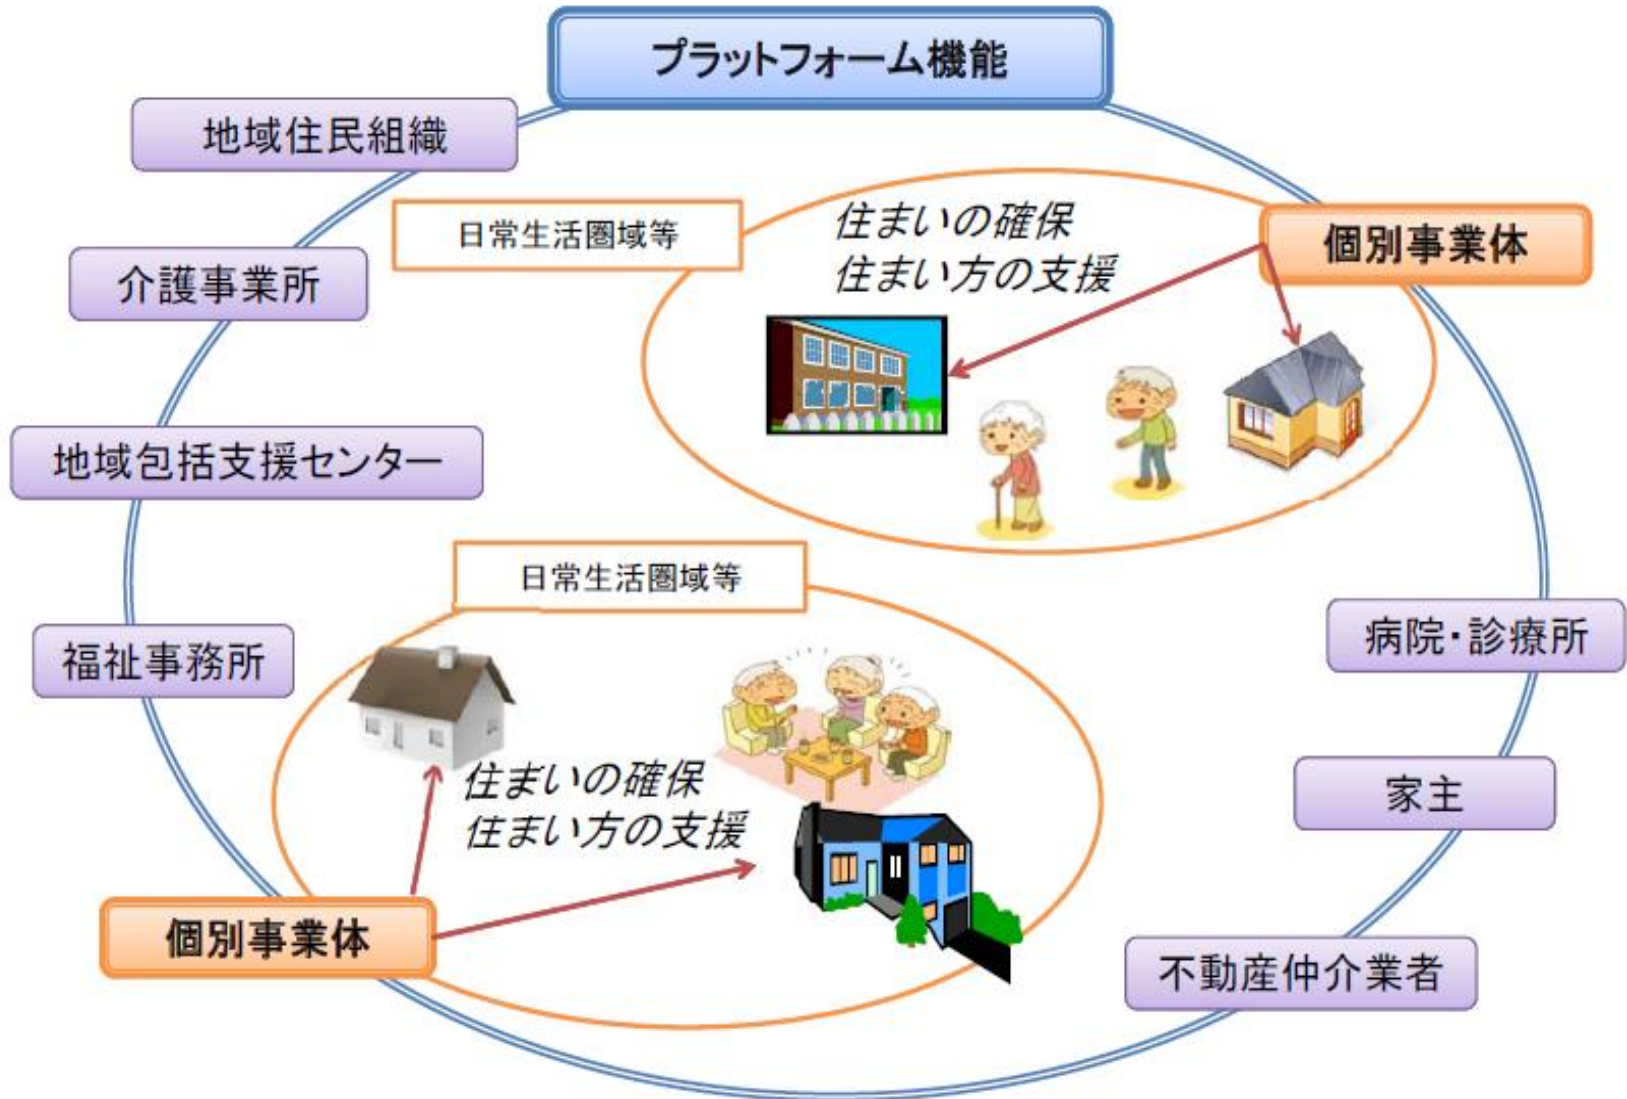 プラットフォーム機能
地域住民組織
日常生活圏域等
住まいの確保
住まい方の支援
個別事業体
介護事業所
地域包括支援センター
日常生活圏域等
福祉事務所
病院・診療所
住まいの確保
住まい方の支援
家主
個別事業体
不動産仲介業者